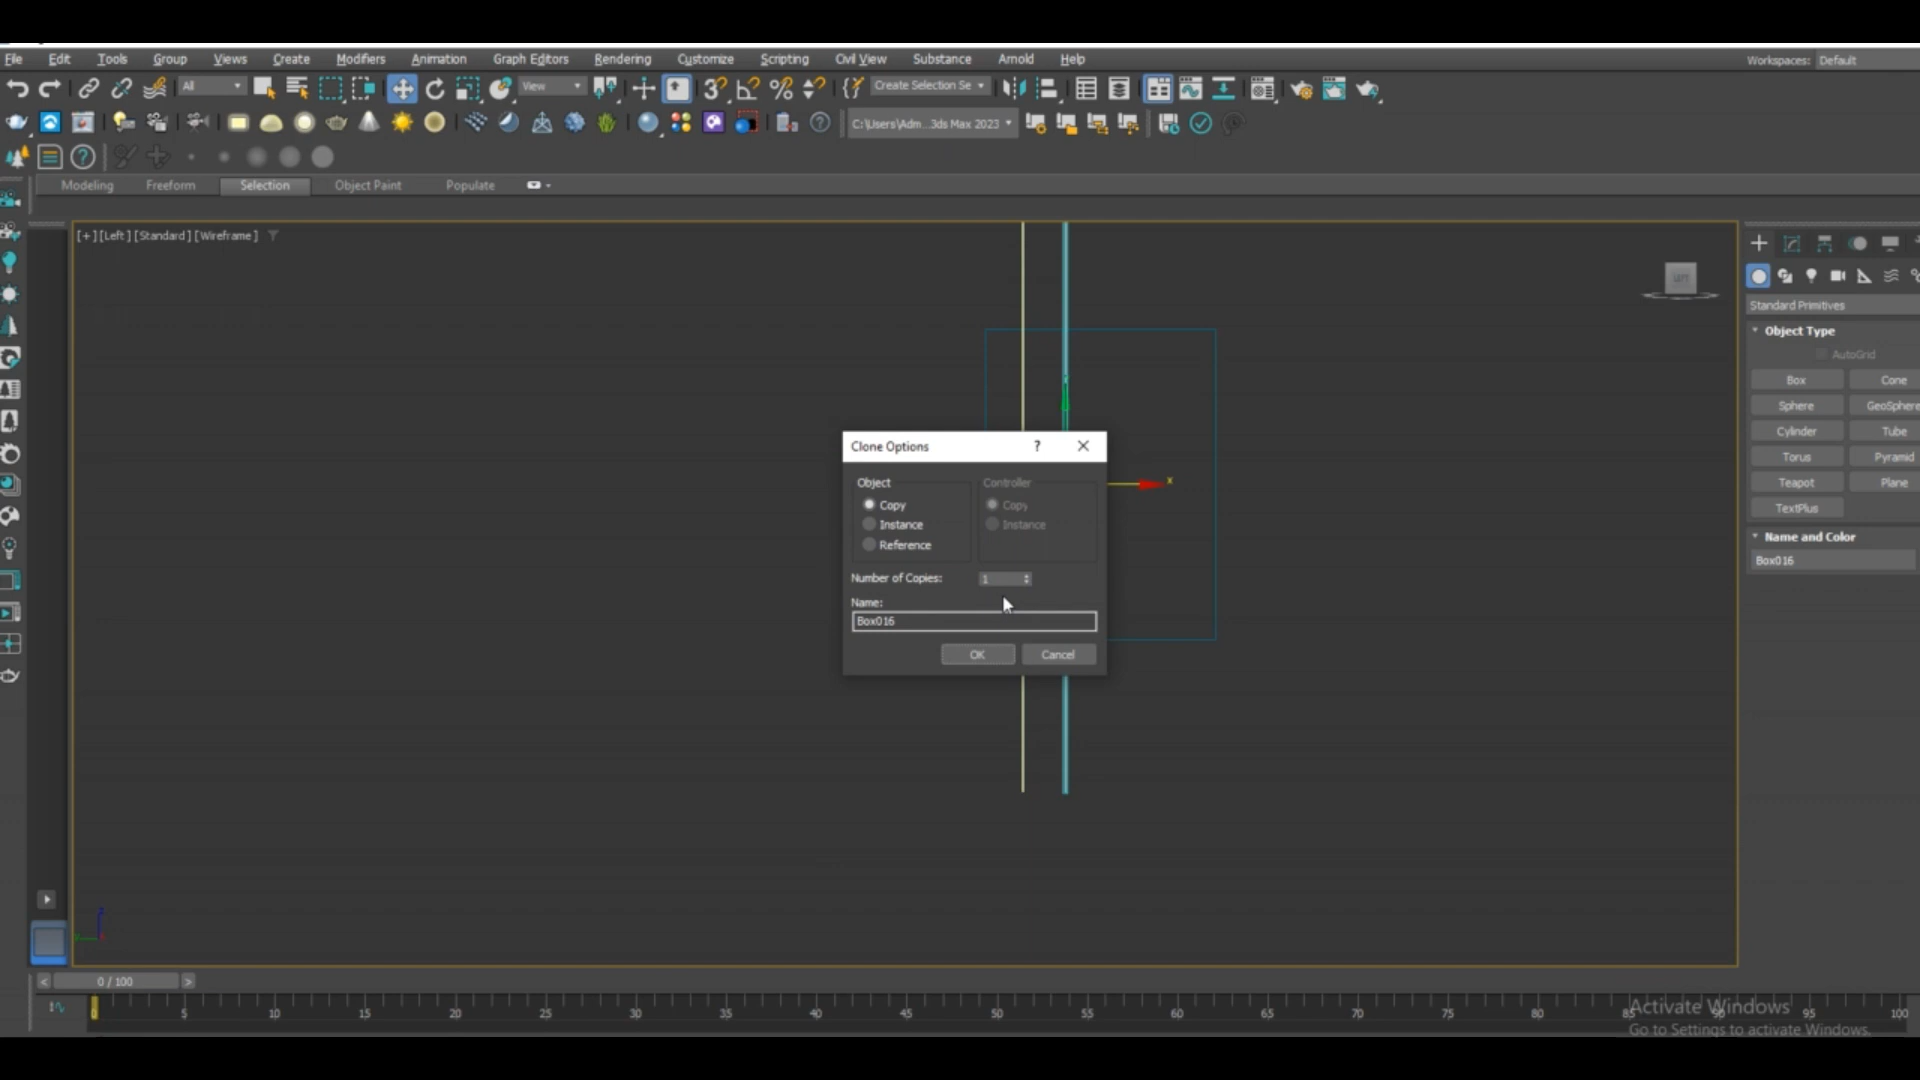 File Edit Tools Group Views Create Modifiers Animation Graph Editors Rendering Customize Scripting Civil View Substance Arnold Help Workspaces: Default
All View Create Selection Se
C:\Users\Adm...3ds Max 2023
Modeling Freeform Selection Object Paint Populate
[+][Left][Standard][Wireframe]
Standard Primitives
Object Type
AutoGrid
Box Cone
Sphere GeoSphere
Cylinder Tube
Torus Pyramid
Teapot Plane
TextPlus
Name and Color
Box016
Clone Options ?
Object Controller
Copy Copy
Instance Instance
Reference
Number of Copies: 1
Name:
Box016
OK Cancel
x
< 0 / 100 >
0 5 10 15 20 25 30 35 40 45 50 55 60 65 70 75 80 85 90 95 100
Activate Windows
Go to Settings to activate Windows.